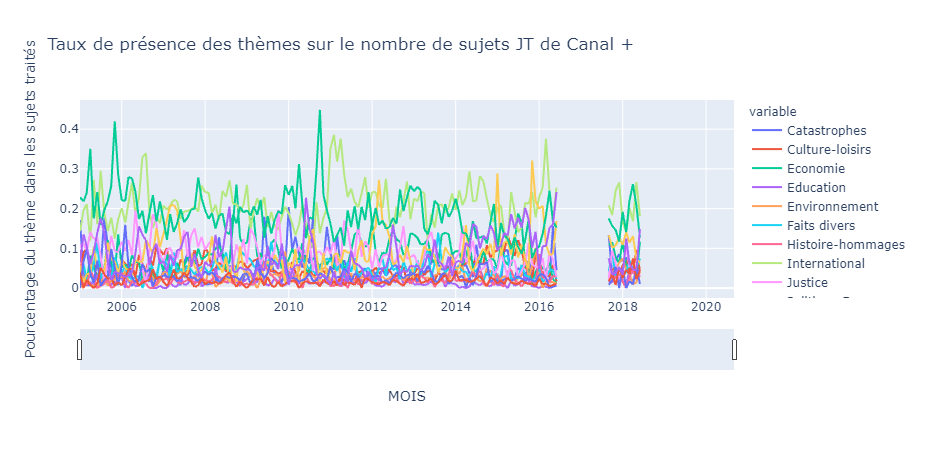 Taux de présence des thèmes sur le nombre de sujets JT de Canal +
Pourcentage du thème dans les sujets traités
0.4
0.3
0.2
0.1
0
2006
2008
2010
2012
2014
2016
2018
2020
MOIS
variable
Catastrophes
Culture-loisirs
Economie
Education
Environnement
Faits divers
Histoire-hommages
International
Justice